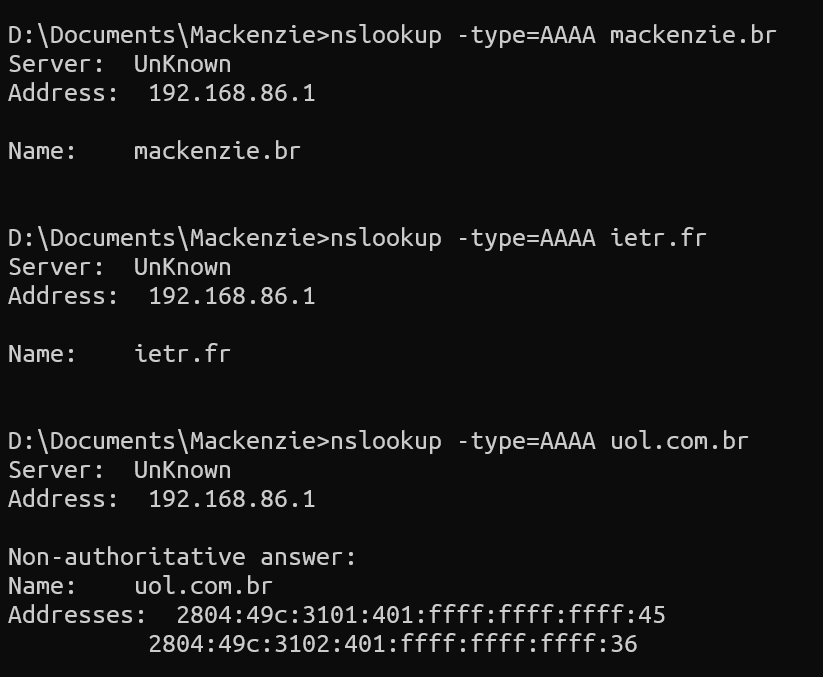 D:\Documents\Mackenzie>nslookup -type=AAAA mackenzie.br
Server:  UnKnown
Address:  192.168.86.1
Name:    mackenzie.br
D:\Documents\Mackenzie>nslookup -type=AAAA ietr.fr
Server:  UnKnown
Address:  192.168.86.1
Name:    ietr.fr
D:\Documents\Mackenzie>nslookup -type=AAAA uol.com.br
Server:  UnKnown
Address:  192.168.86.1
Non-authoritative answer:
Name:    uol.com.br
Addresses:  2804:49c:3101:401:ffff:ffff:ffff:45
          2804:49c:3102:401:ffff:ffff:ffff:36